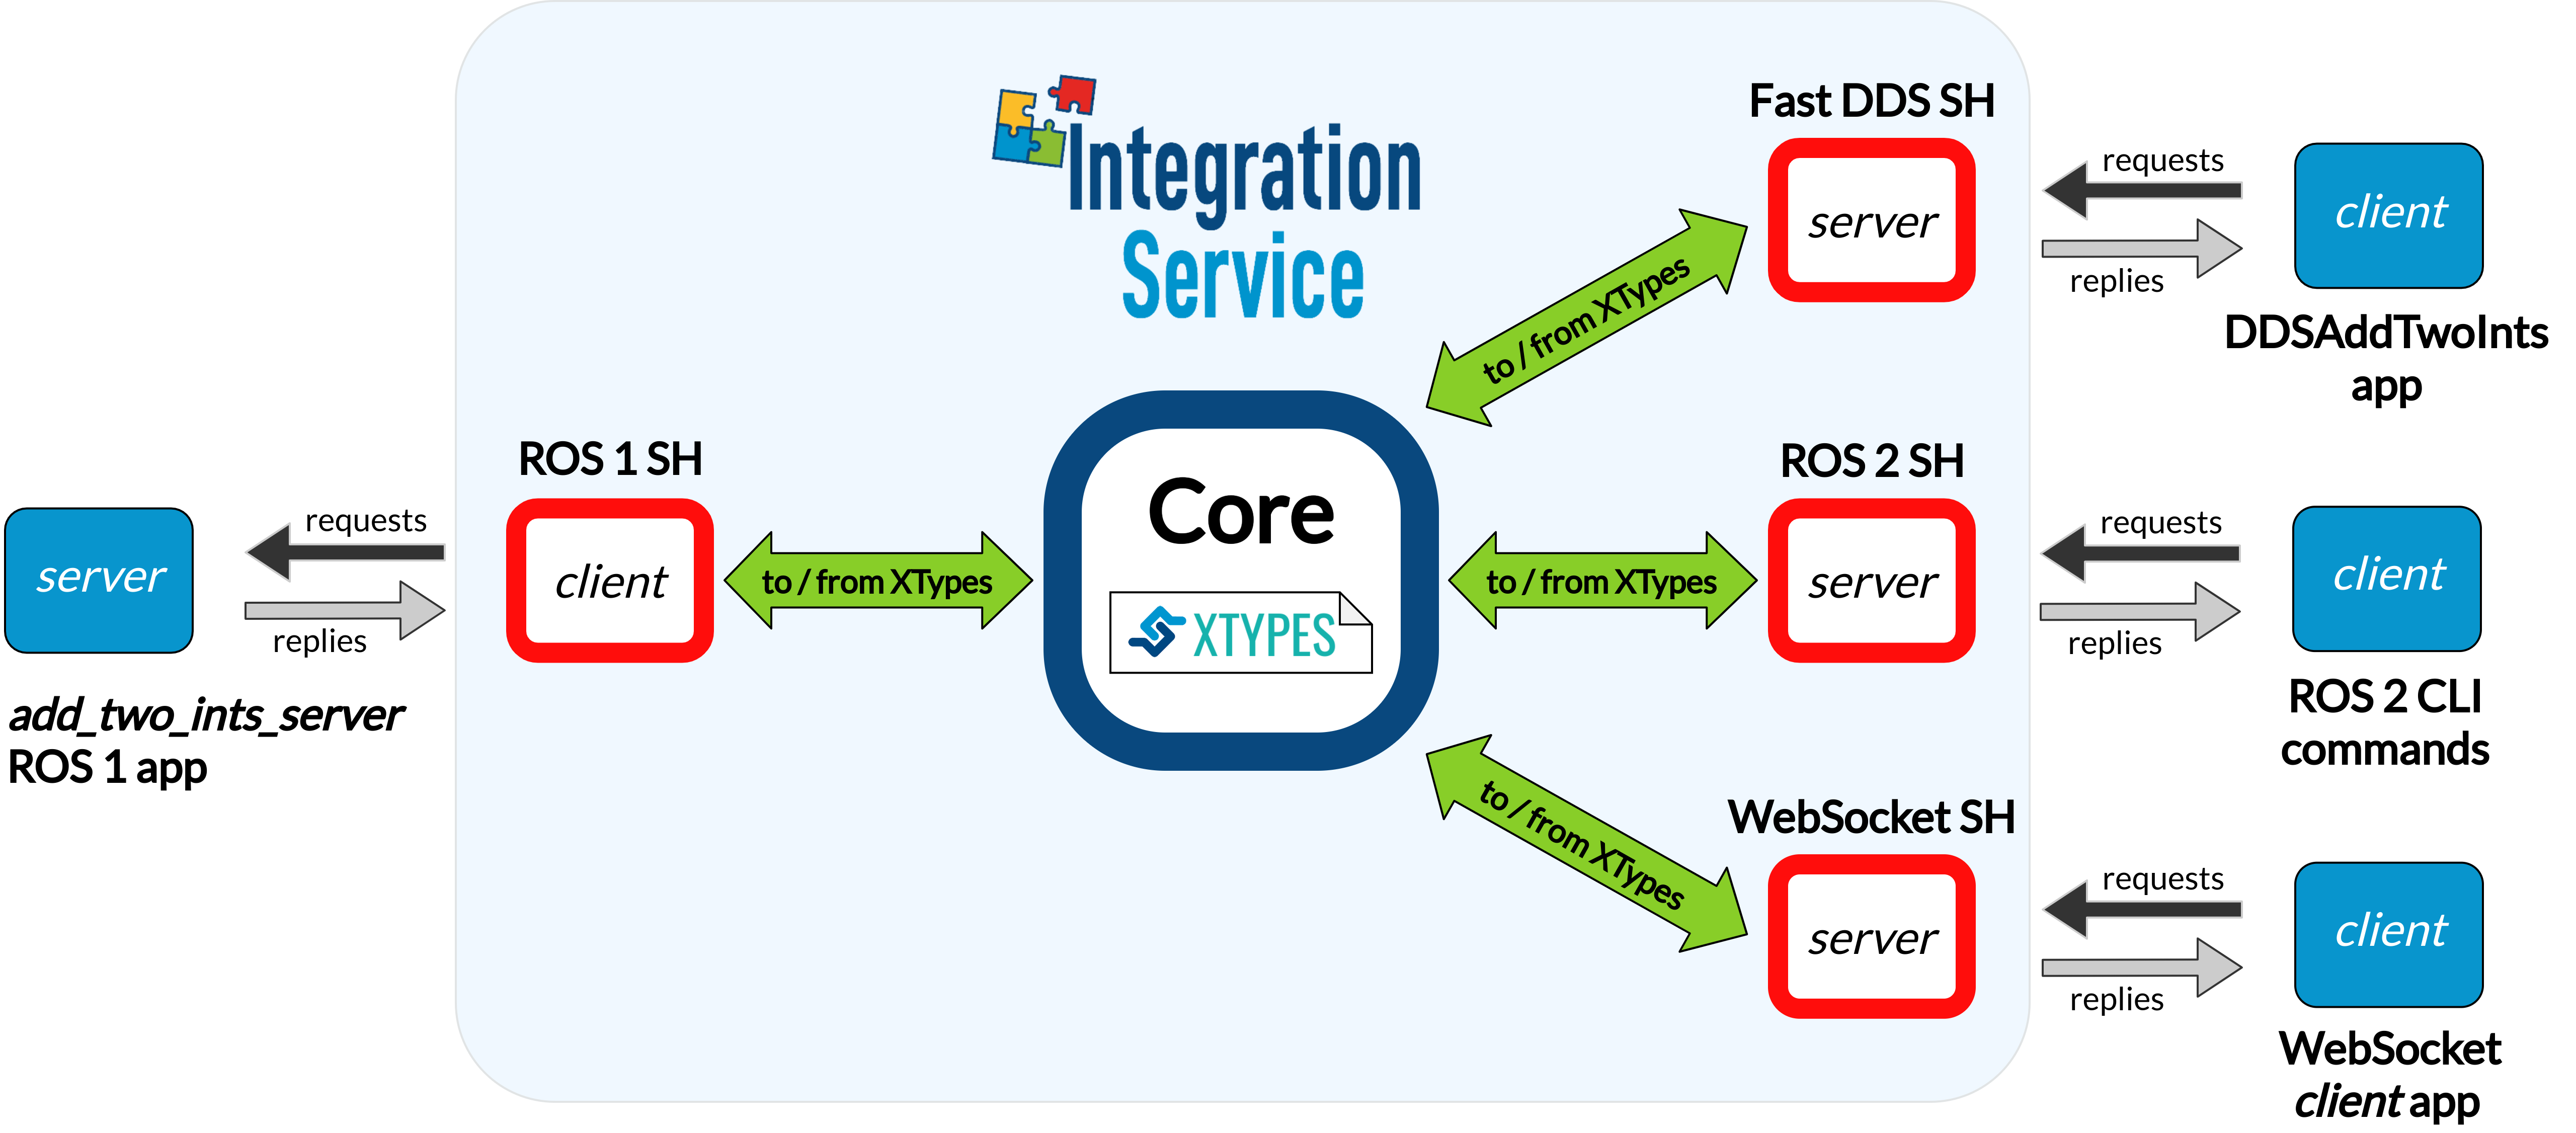 Integration
Service
Fast DDS SH
server
requests
replies
client
DDSAddTwoInts
app
to / from XTypes
server
requests
replies
add_two_ints_server
ROS 1 app
ROS 1 SH
client
to / from XTypes
Core
XTYPES
to / from XTypes
ROS 2 SH
server
requests
replies
client
ROS 2 CLI
commands
to / from XTypes
WebSocket SH
server
requests
replies
client
WebSocket
client app